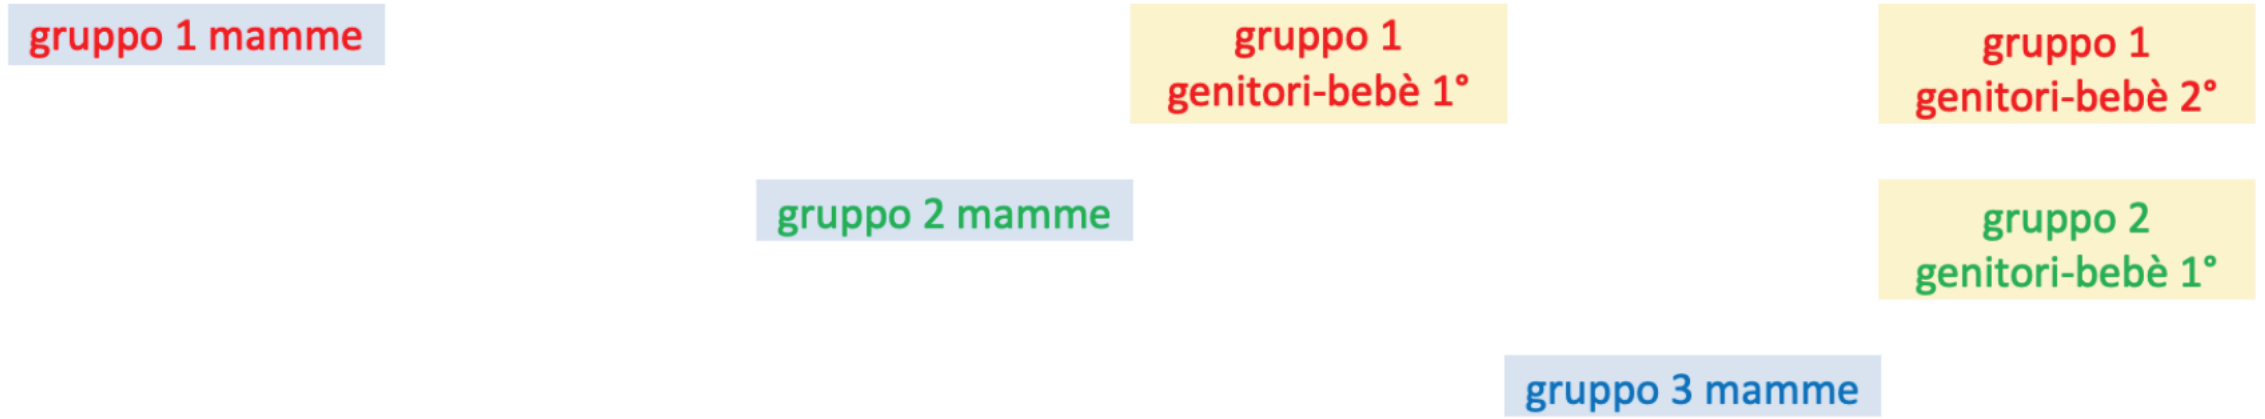 gruppo 1 mamme
gruppo 1
genitori-bebè 1°
gruppo 1
genitori-bebè 2°
gruppo 2 mamme
gruppo 2
genitori-bebè 1°
gruppo 3 mamme